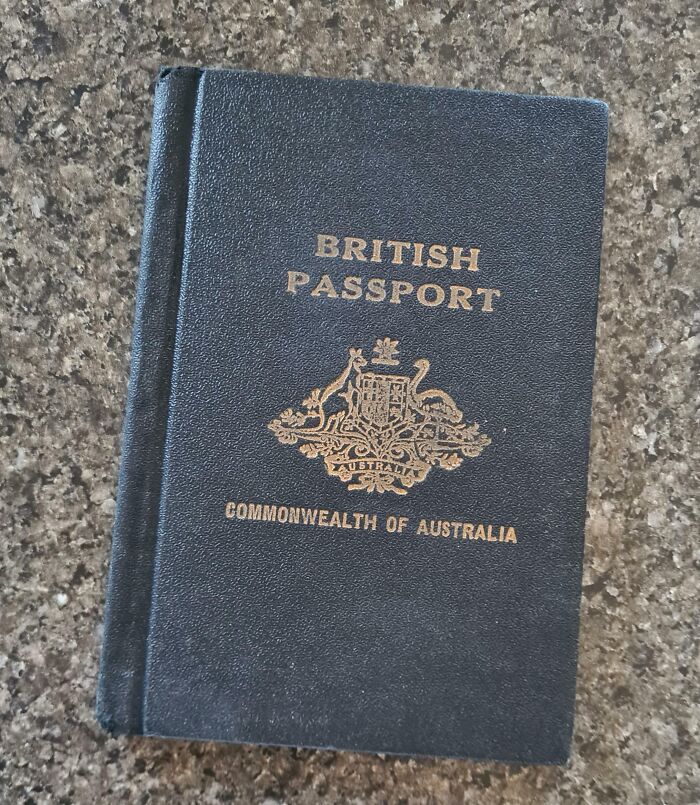 BRITISH
PASSPORT
AUSTRALIA
COMMONWEALTH OF AUSTRALIA